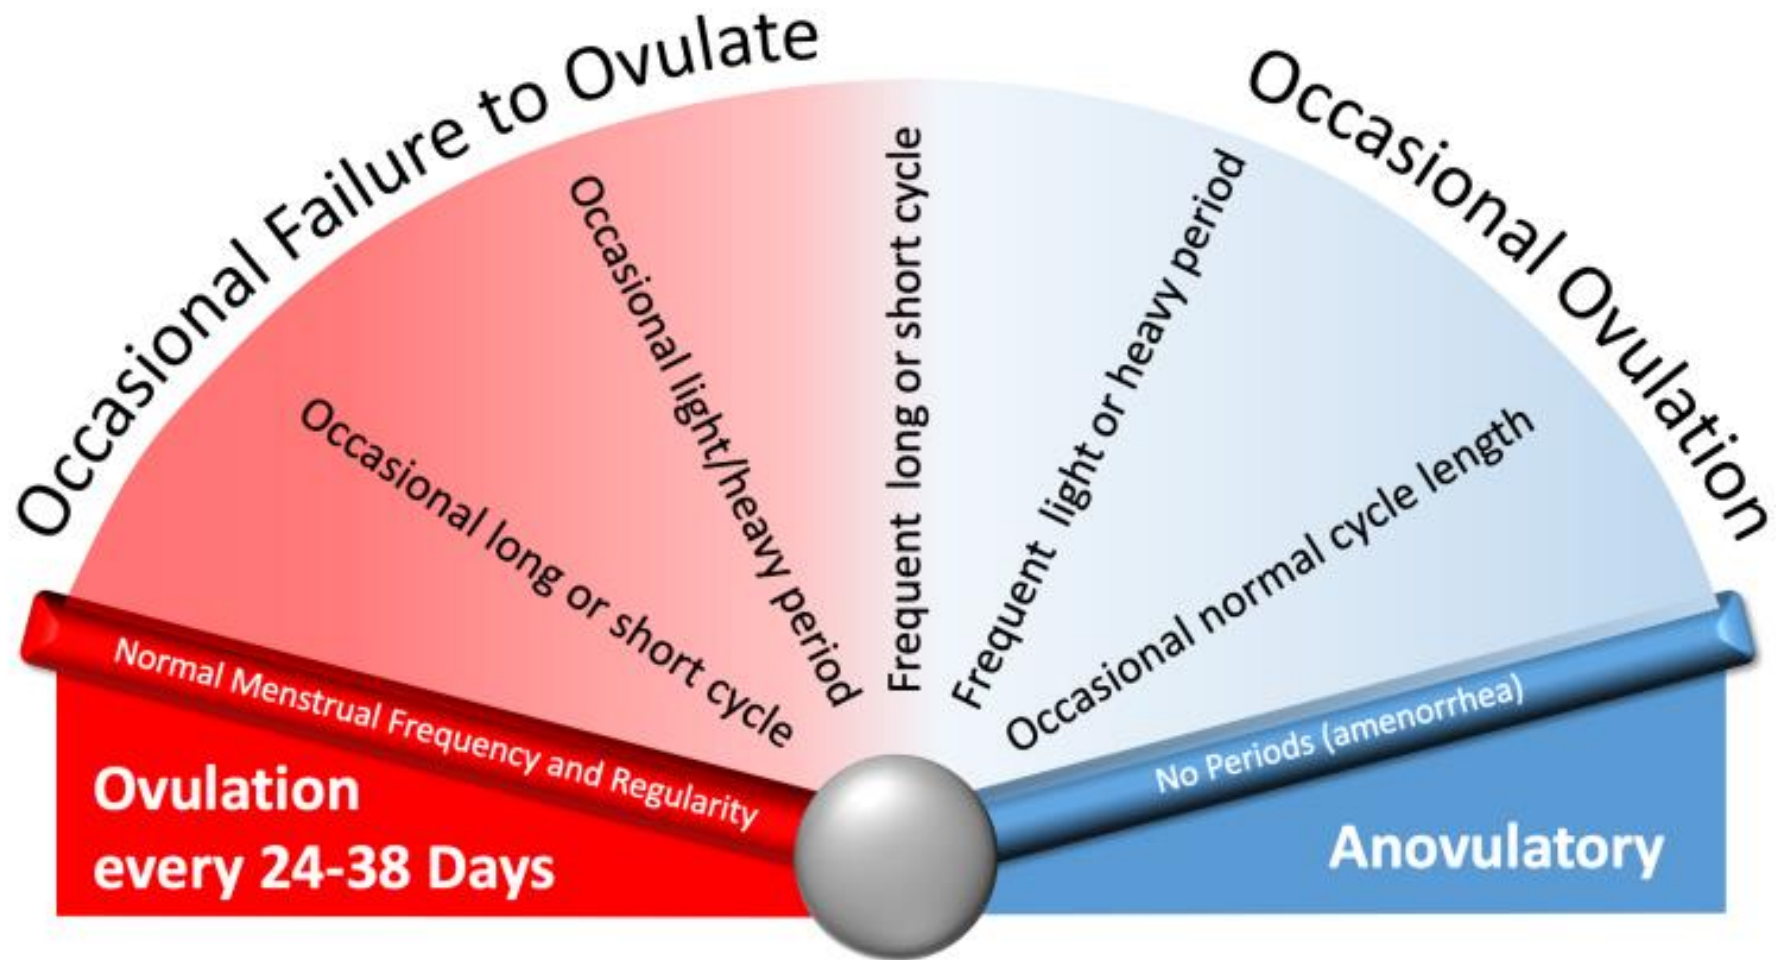 Occasional Failure to Ovulate
Occasional Ovulation
Normal Menstrual Frequency and Regularity
Occasional long or short cycle
Occasional light/heavy period
Frequent long or short cycle
Frequent light or heavy period
Occasional normal cycle length
No Periods (amenorrhea)
Ovulation
every 24-38 Days
Anovulatory